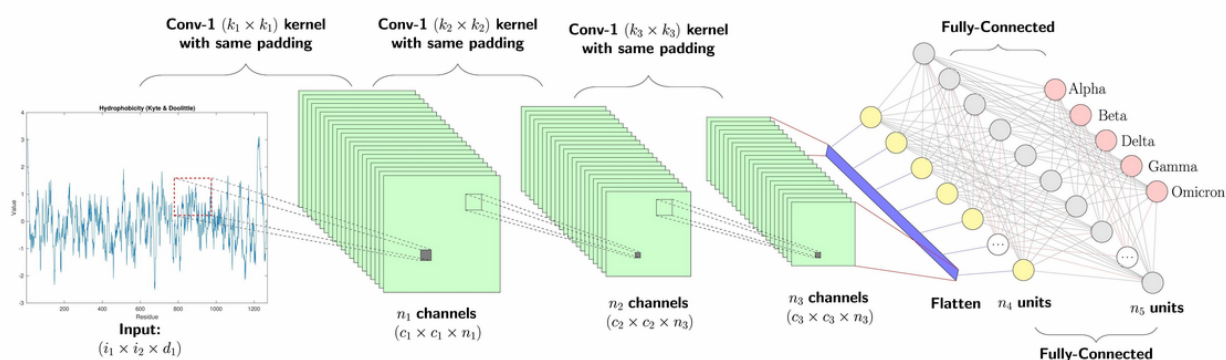 Conv-1 (k₁ × k₁) kernel
with same padding
Conv-1 (k₂ × k₂) kernel
with same padding
Conv-1 (k₃ × k₃) kernel
with same padding
Fully-Connected
Hydrophobicity (Kyte & Doolittle)
4
3
2
1
0
-1
-2
-3
Value
200
400
600
800
1000
1200
Residue
Input:
(i₁ × i₂ × d₁)
n₁ channels
(c₁ × c₁ × n₁)
n₂ channels
(c₂ × c₂ × n₃)
n₃ channels
(c₃ × c₃ × n₃)
Flatten
n₄ units
...
...
n₅ units
Alpha
Beta
Delta
Gamma
Omicron
Fully-Connected